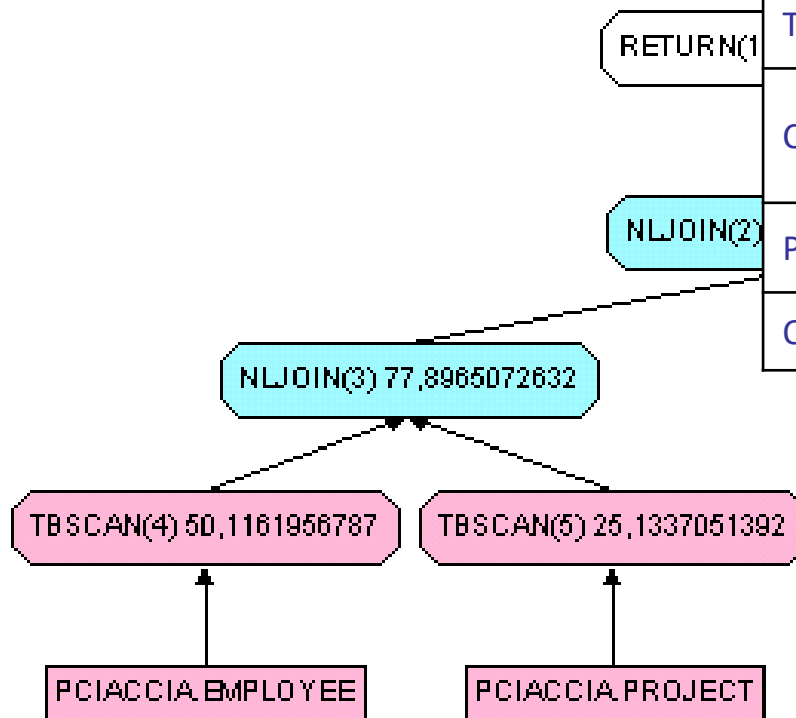 RETURN(1
T
C
NLJOIN(2)
P
C
NLJOIN(3) 77,8965072632
TBSCAN(4) 50,1161956787
TBSCAN(5) 25,1337051392
PCIACCIA.EMPLOYEE
PCIACCIA.PROJECT